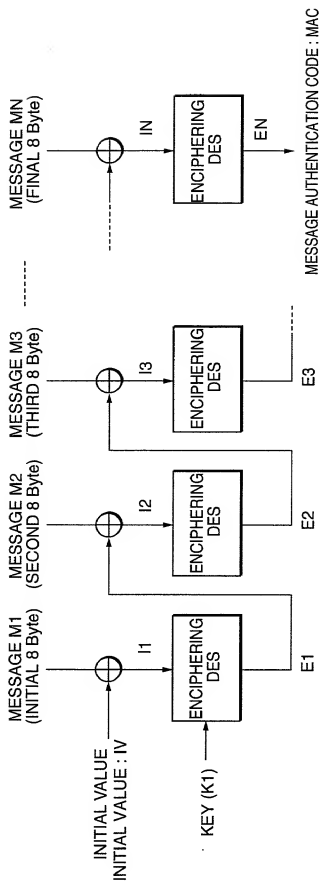 MESSAGE M1
(INITIAL 8 Byte)
MESSAGE M2
(SECOND 8 Byte)
MESSAGE M3
(THIRD 8 Byte)
MESSAGE MN
(FINAL 8 Byte)
INITIAL VALUE
INITIAL VALUE : IV
I1
I2
I3
IN
KEY (K1)
ENCIPHERING
DES
ENCIPHERING
DES
ENCIPHERING
DES
ENCIPHERING
DES
E1
E2
E3
EN
MESSAGE AUTHENTICATION CODE : MAC